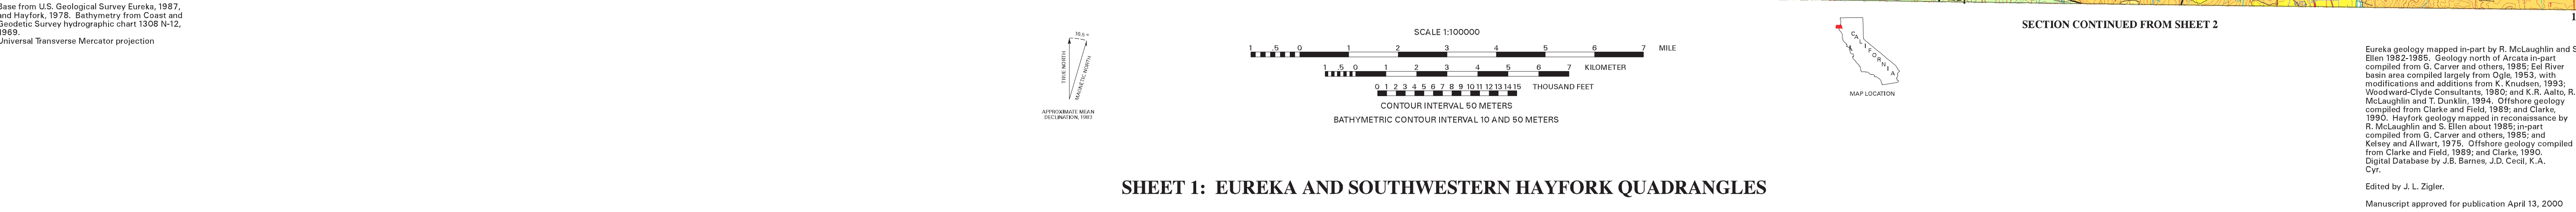 Base from U.S. Geological Survey Eureka, 1987,
and Hayfork, 1978. Bathymetry from Coast and
Geodetic Survey hydrographic chart 1308 N-12,
1969.
Universal Transverse Mercator projection
16.5 °
TRUE NORTH
MAGNETIC NORTH
APPROXIMATE MEAN
DECLINATION, 1983
SCALE 1:100000
1 .5 0 1 2 3 4 5 6 7 MILE
1 .5 0 1 2 3 4 5 6 7 KILOMETER
0 1 2 3 4 5 6 7 8 9 10 11 12 13 14 15 THOUSAND FEET
CONTOUR INTERVAL 50 METERS
BATHYMETRIC CONTOUR INTERVAL 10 AND 50 METERS
CALIFORNIA
MAP LOCATION
SECTION CONTINUED FROM SHEET 2
1
SHEET 1: EUREKA AND SOUTHWESTERN HAYFORK QUADRANGLES
Eureka geology mapped in-part by R. McLaughlin and S
Ellen 1982-1985. Geology north of Arcata in-part
compiled from G. Carver and others, 1985; Eel River
basin area compiled largely from Ogle, 1953, with
modifications and additions from K. Knudsen, 1993;
Woodward-Clyde Consultants, 1980; and K.R. Aalto, R.
McLaughlin and T. Dunklin, 1994. Offshore geology
compiled from Clarke and Field, 1989; and Clarke,
1990. Hayfork geology mapped in reconaissance by
R. McLaughlin and S. Ellen about 1985; in-part
compiled from G. Carver and others, 1985; and
Kelsey and Allwart, 1975. Offshore geology compiled
from Clarke and Field, 1989; and Clarke, 1990.
Digital Database by J.B. Barnes, J.D. Cecil, K.A.
Cyr.
Edited by J. L. Zigler.
Manuscript approved for publication April 13, 2000